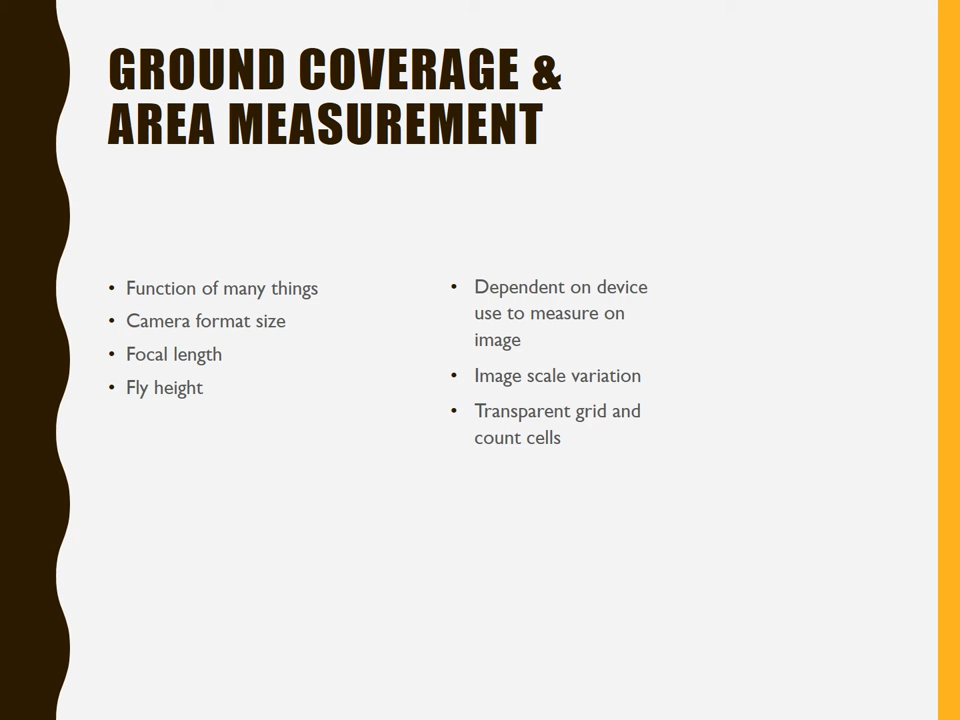 GROUND COVERAGE &
AREA MEASUREMENT
• Function of many things
• Camera format size
• Focal length
• Fly height
• Dependent on device
use to measure on
image
• Image scale variation
• Transparent grid and
count cells